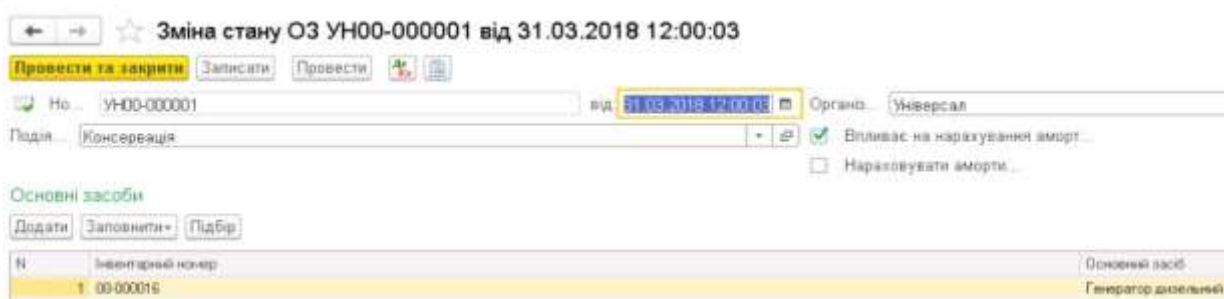 Зміна стану ОЗ УН00-000001 від 31.03.2018 12:00:03
Провести та закрити Записати Провести
Но... УН00-000001 від: 31.03.2018 12:00:03 Організ... Універсал
Подія... Консервація Впливає на нарахування аморт...
Нараховувати аморти...
Основні засоби
Додати Заповнити Підбір
N Інвентарний номер Основний засіб
1 00-000016 Генератор дизельний